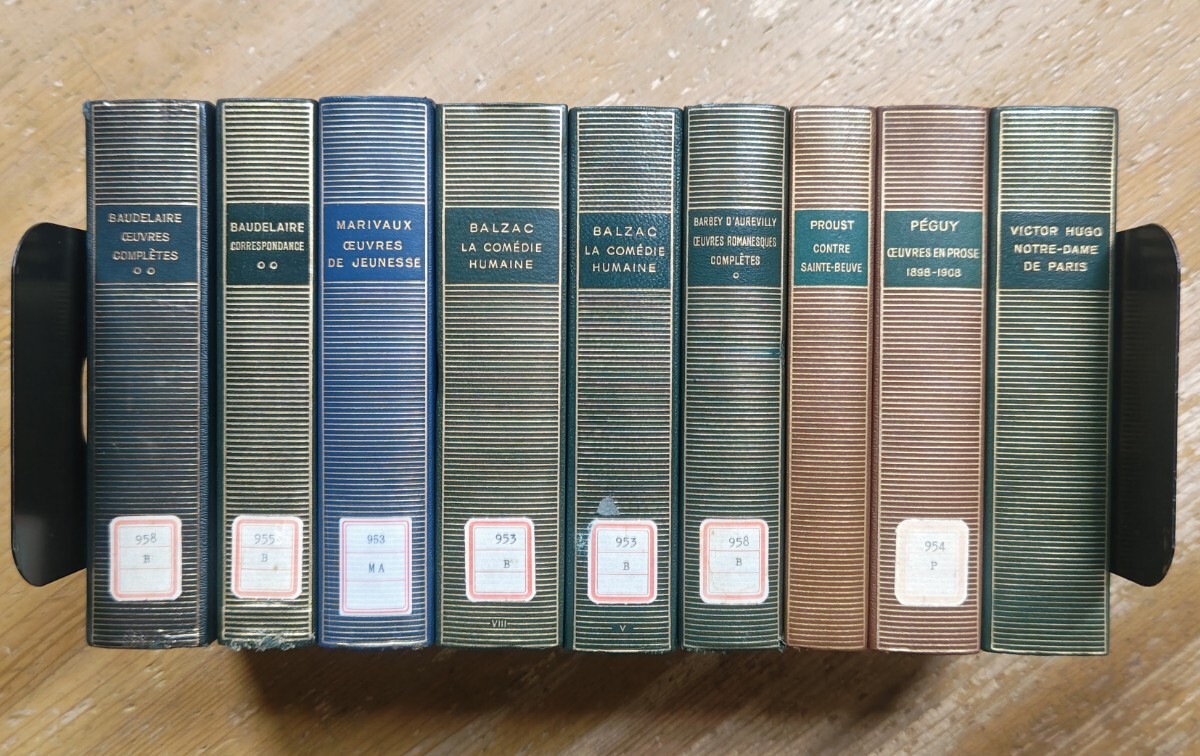 BAUDELAIRE
ŒUVRES
COMPLÈTES
958
B
BAUDELAIRE
CORRESPONDANCE
955
B
MARIVAUX
ŒUVRES
DE JEUNESSE
953
MA
BALZAC
LA COMÉDIE
HUMAINE
953
B
VIII
BALZAC
LA COMÉDIE
HUMAINE
953
B
V
BARBEY D'AUREVILLY
ŒUVRES ROMANESQUES
COMPLÈTES
958
B
PROUST
CONTRE
SAINTE-BEUVE
PÉGUY
ŒUVRES EN PROSE
1898-1908
954
P
VICTOR HUGO
NOTRE-DAME
DE PARIS